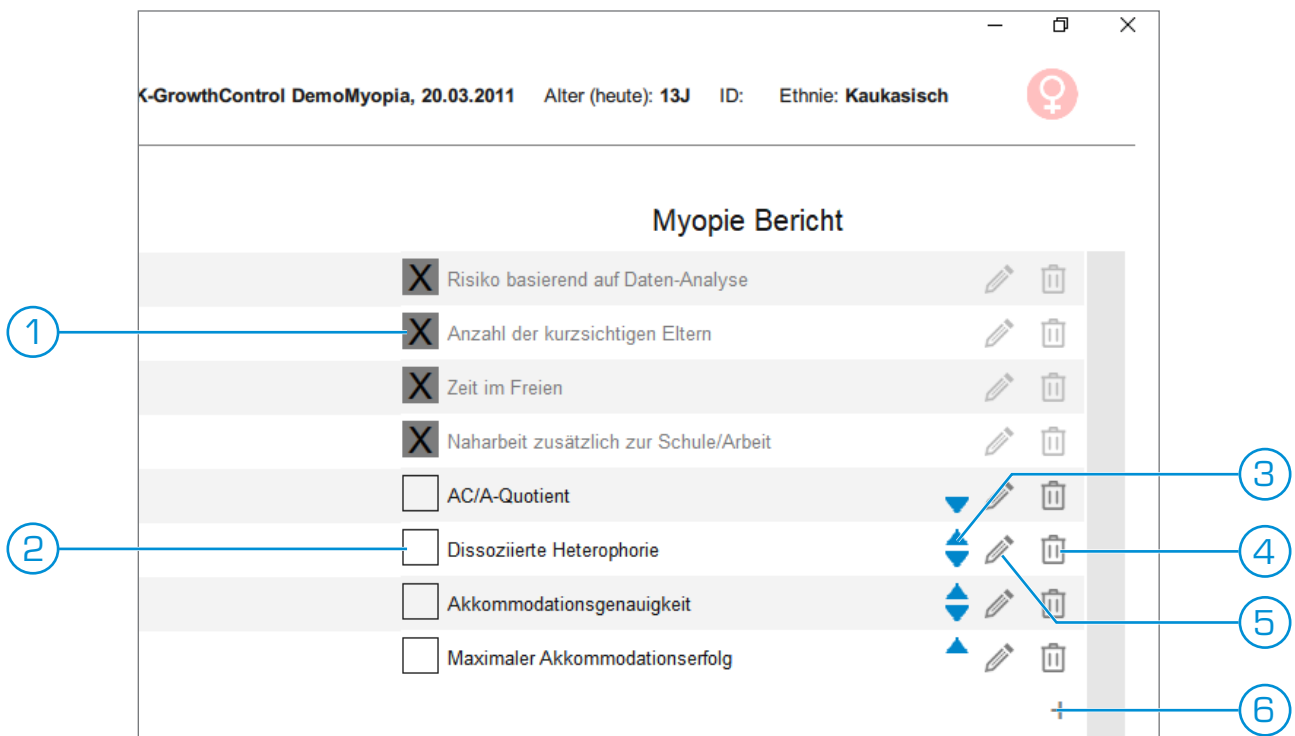 K-GrowthControl DemoMyopia, 20.03.2011 Alter (heute): 13J ID: Ethnie: Kaukasisch
Myopie Bericht
X Risiko basierend auf Daten-Analyse
1 X Anzahl der kurzsichtigen Eltern
X Zeit im Freien
X Naharbeit zusätzlich zur Schule/Arbeit
AC/A-Quotient
3
2 Dissoziierte Heterophorie
4
Akkommodationsgenauigkeit
5
Maximaler Akkommodationserfolg
6